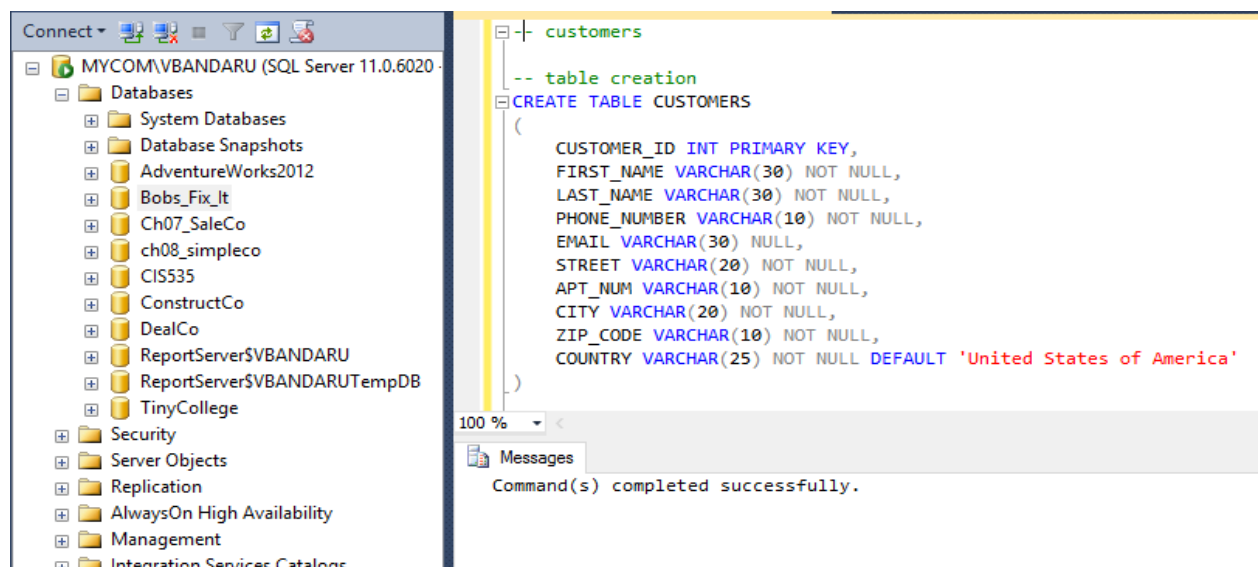 Connect
MYCOM\VBANDARU (SQL Server 11.0.6020 -
Databases
System Databases
Database Snapshots
AdventureWorks2012
Bobs_Fix_It
Ch07_SaleCo
ch08_simpleco
CIS535
ConstructCo
DealCo
ReportServer$VBANDARU
ReportServer$VBANDARUTempDB
TinyCollege
Security
Server Objects
Replication
AlwaysOn High Availability
Management
Integration Services Catalogs
-- customers
-- table creation
CREATE TABLE CUSTOMERS
(
CUSTOMER_ID INT PRIMARY KEY,
FIRST_NAME VARCHAR(30) NOT NULL,
LAST_NAME VARCHAR(30) NOT NULL,
PHONE_NUMBER VARCHAR(10) NOT NULL,
EMAIL VARCHAR(30) NULL,
STREET VARCHAR(20) NOT NULL,
APT_NUM VARCHAR(10) NOT NULL,
CITY VARCHAR(20) NOT NULL,
ZIP_CODE VARCHAR(10) NOT NULL,
COUNTRY VARCHAR(25) NOT NULL DEFAULT 'United States of America'
)
100 %
Messages
Command(s) completed successfully.